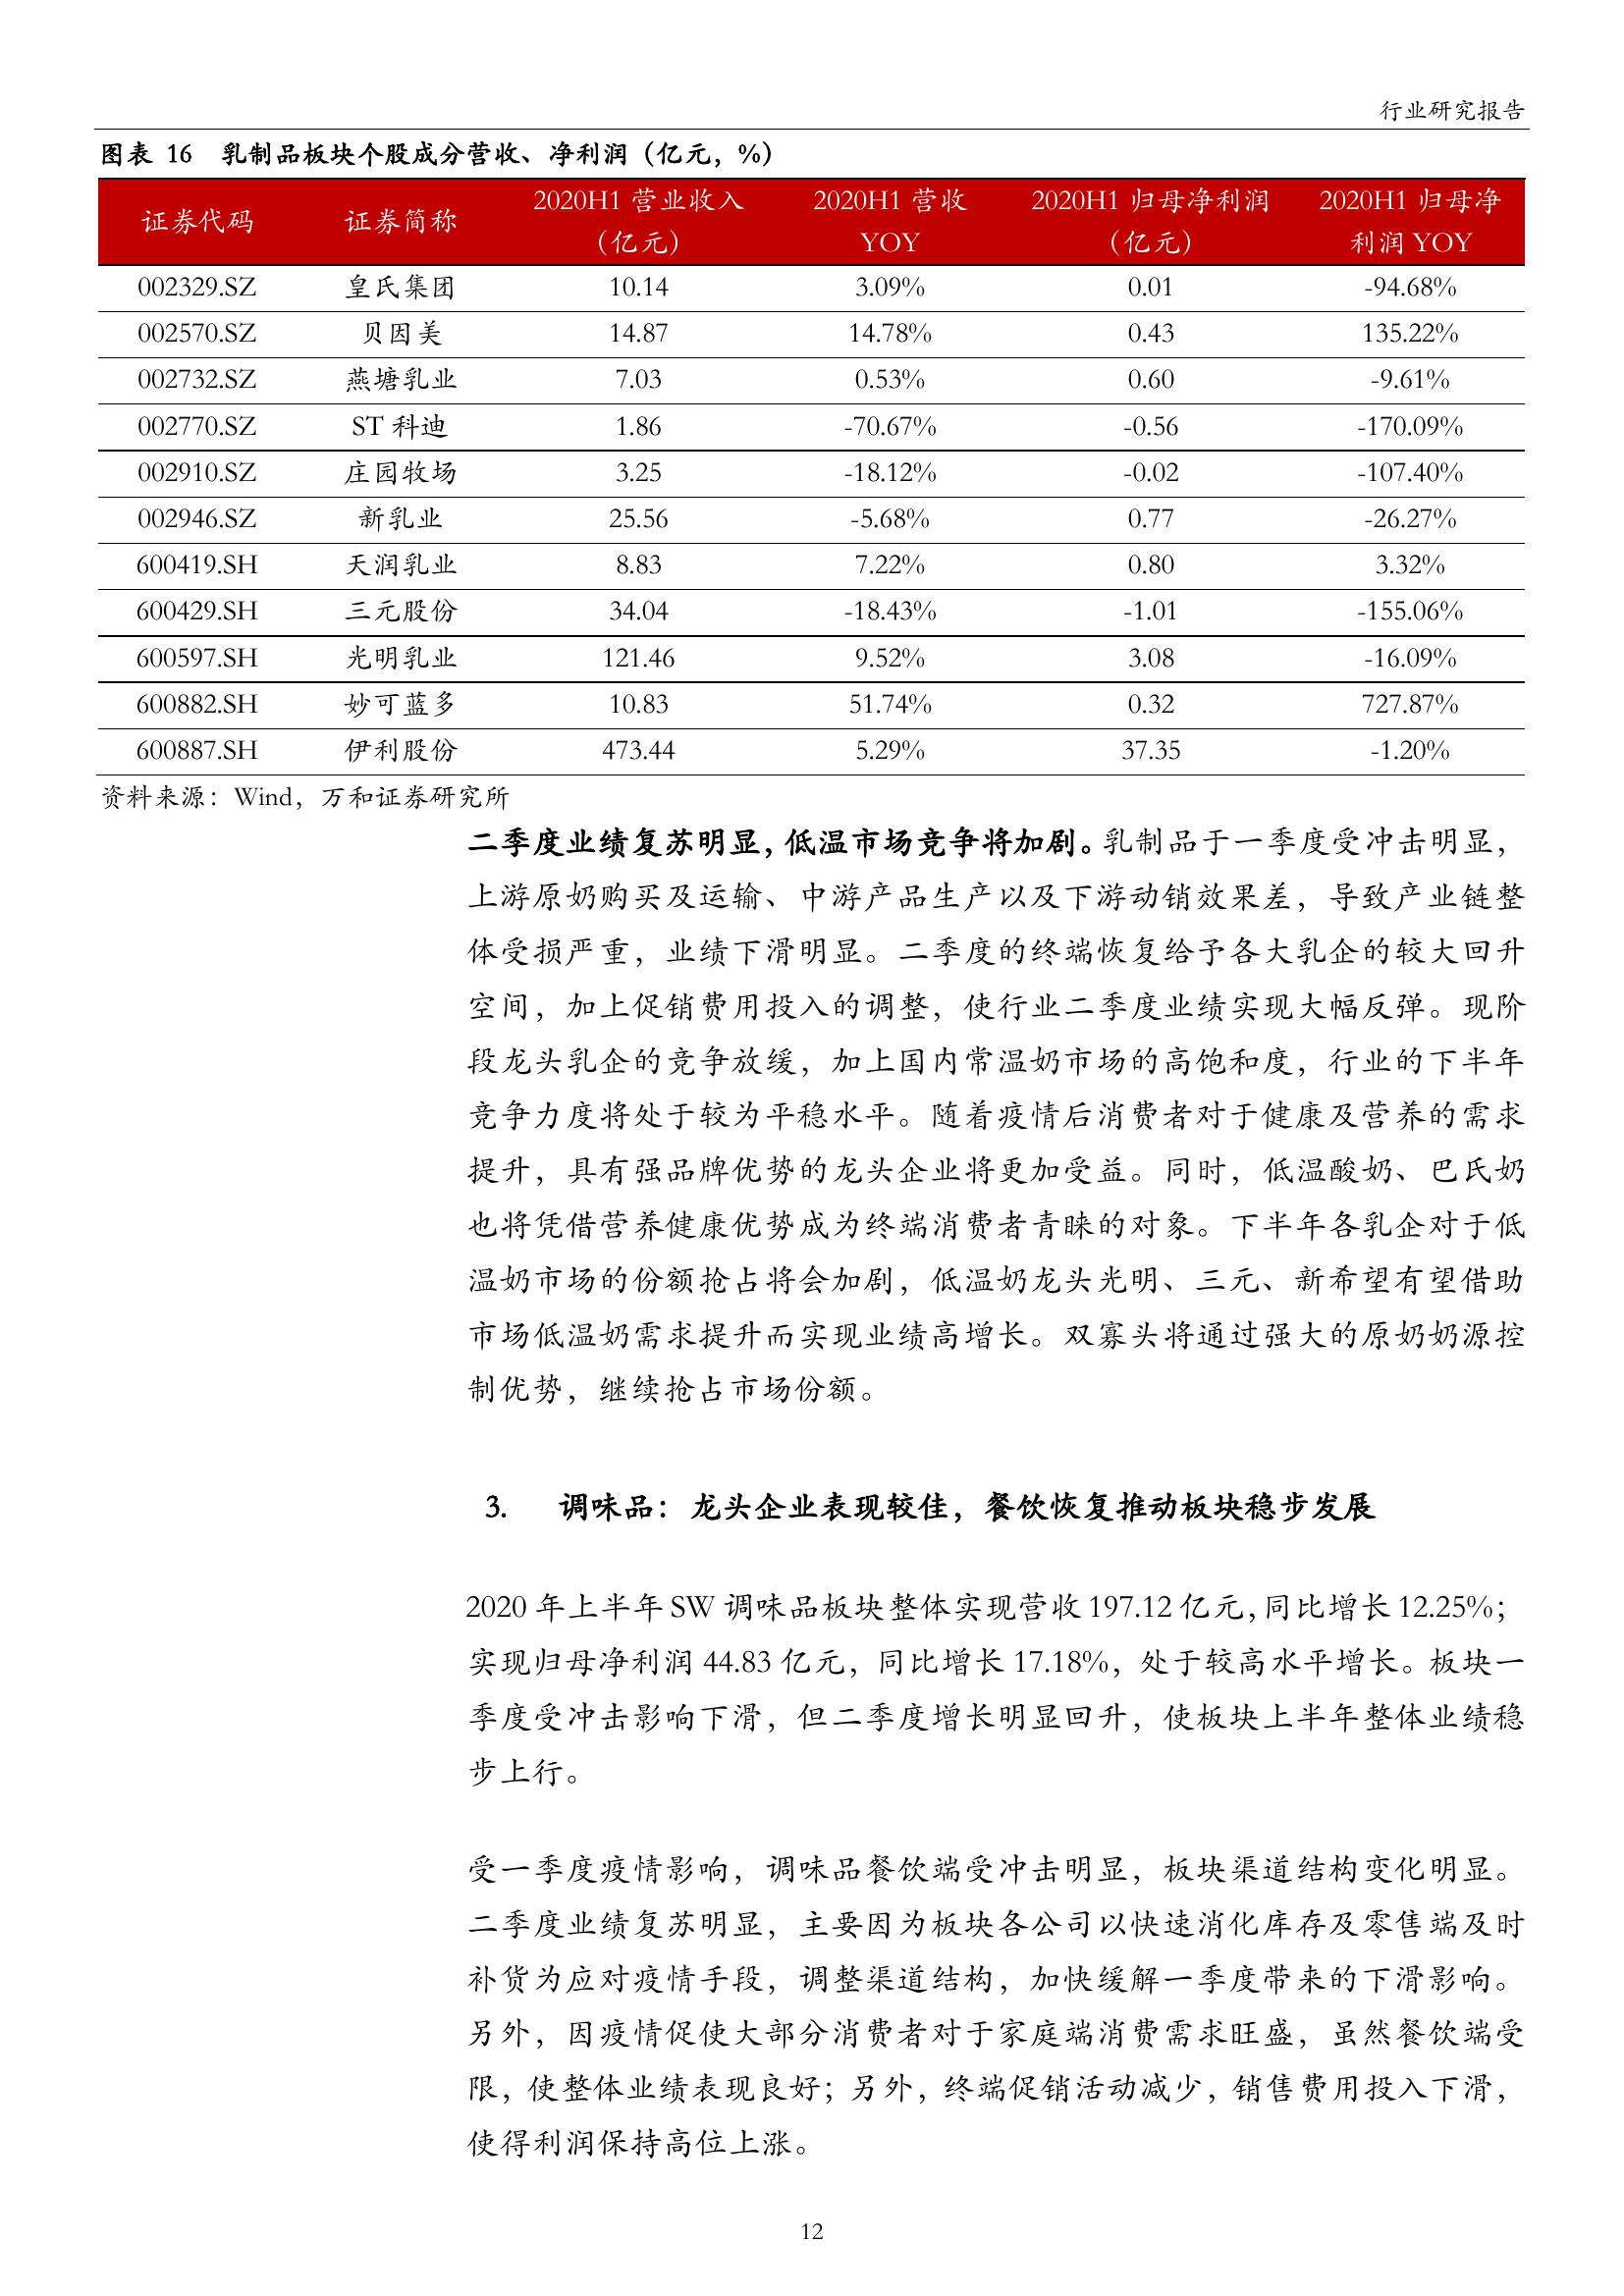 行业研究报告
图表 16 乳制品板块个股成分营收、净利润（亿元，%）
证券代码 证券简称 2020H1 营业收入（亿元） 2020H1 营收 YOY 2020H1 归母净利润（亿元） 2020H1 归母净利润 YOY
002329.SZ 皇氏集团 10.14 3.09% 0.01 -94.68%
002570.SZ 贝因美 14.87 14.78% 0.43 135.22%
002732.SZ 燕塘乳业 7.03 0.53% 0.60 -9.61%
002770.SZ ST 科迪 1.86 -70.67% -0.56 -170.09%
002910.SZ 庄园牧场 3.25 -18.12% -0.02 -107.40%
002946.SZ 新乳业 25.56 -5.68% 0.77 -26.27%
600419.SH 天润乳业 8.83 7.22% 0.80 3.32%
600429.SH 三元股份 34.04 -18.43% -1.01 -155.06%
600597.SH 光明乳业 121.46 9.52% 3.08 -16.09%
600882.SH 妙可蓝多 10.83 51.74% 0.32 727.87%
600887.SH 伊利股份 473.44 5.29% 37.35 -1.20%
资料来源：Wind，万和证券研究所
二季度业绩复苏明显，低温市场竞争将加剧。乳制品于一季度受冲击明显，
上游原奶购买及运输、中游产品生产以及下游动销效果差，导致产业链整
体受损严重，业绩下滑明显。二季度的终端恢复给予各大乳企的较大回升
空间，加上促销费用投入的调整，使行业二季度业绩实现大幅反弹。现阶
段龙头乳企的竞争放缓，加上国内常温奶市场的高饱和度，行业的下半年
竞争力度将处于较为平稳水平。随着疫情后消费者对于健康及营养的需求
提升，具有强品牌优势的龙头企业将更加受益。同时，低温酸奶、巴氏奶
也将凭借营养健康优势成为终端消费者青睐的对象。下半年各乳企对于低
温奶市场的份额抢占将会加剧，低温奶龙头光明、三元、新希望有望借助
市场低温奶需求提升而实现业绩高增长。双寡头将通过强大的原奶奶源控
制优势，继续抢占市场份额。
3. 调味品：龙头企业表现较佳，餐饮恢复推动板块稳步发展
2020 年上半年 SW 调味品板块整体实现营收 197.12 亿元，同比增长 12.25%；
实现归母净利润 44.83 亿元，同比增长 17.18%，处于较高水平增长。板块一
季度受冲击影响下滑，但二季度增长明显回升，使板块上半年整体业绩稳
步上行。
受一季度疫情影响，调味品餐饮端受冲击明显，板块渠道结构变化明显。
二季度业绩复苏明显，主要因为板块各公司以快速消化库存及零售端及时
补货为应对疫情手段，调整渠道结构，加快缓解一季度带来的下滑影响。
另外，因疫情促使大部分消费者对于家庭端消费需求旺盛，虽然餐饮端受
限，使整体业绩表现良好；另外，终端促销活动减少，销售费用投入下滑，
使得利润保持高位上涨。
12